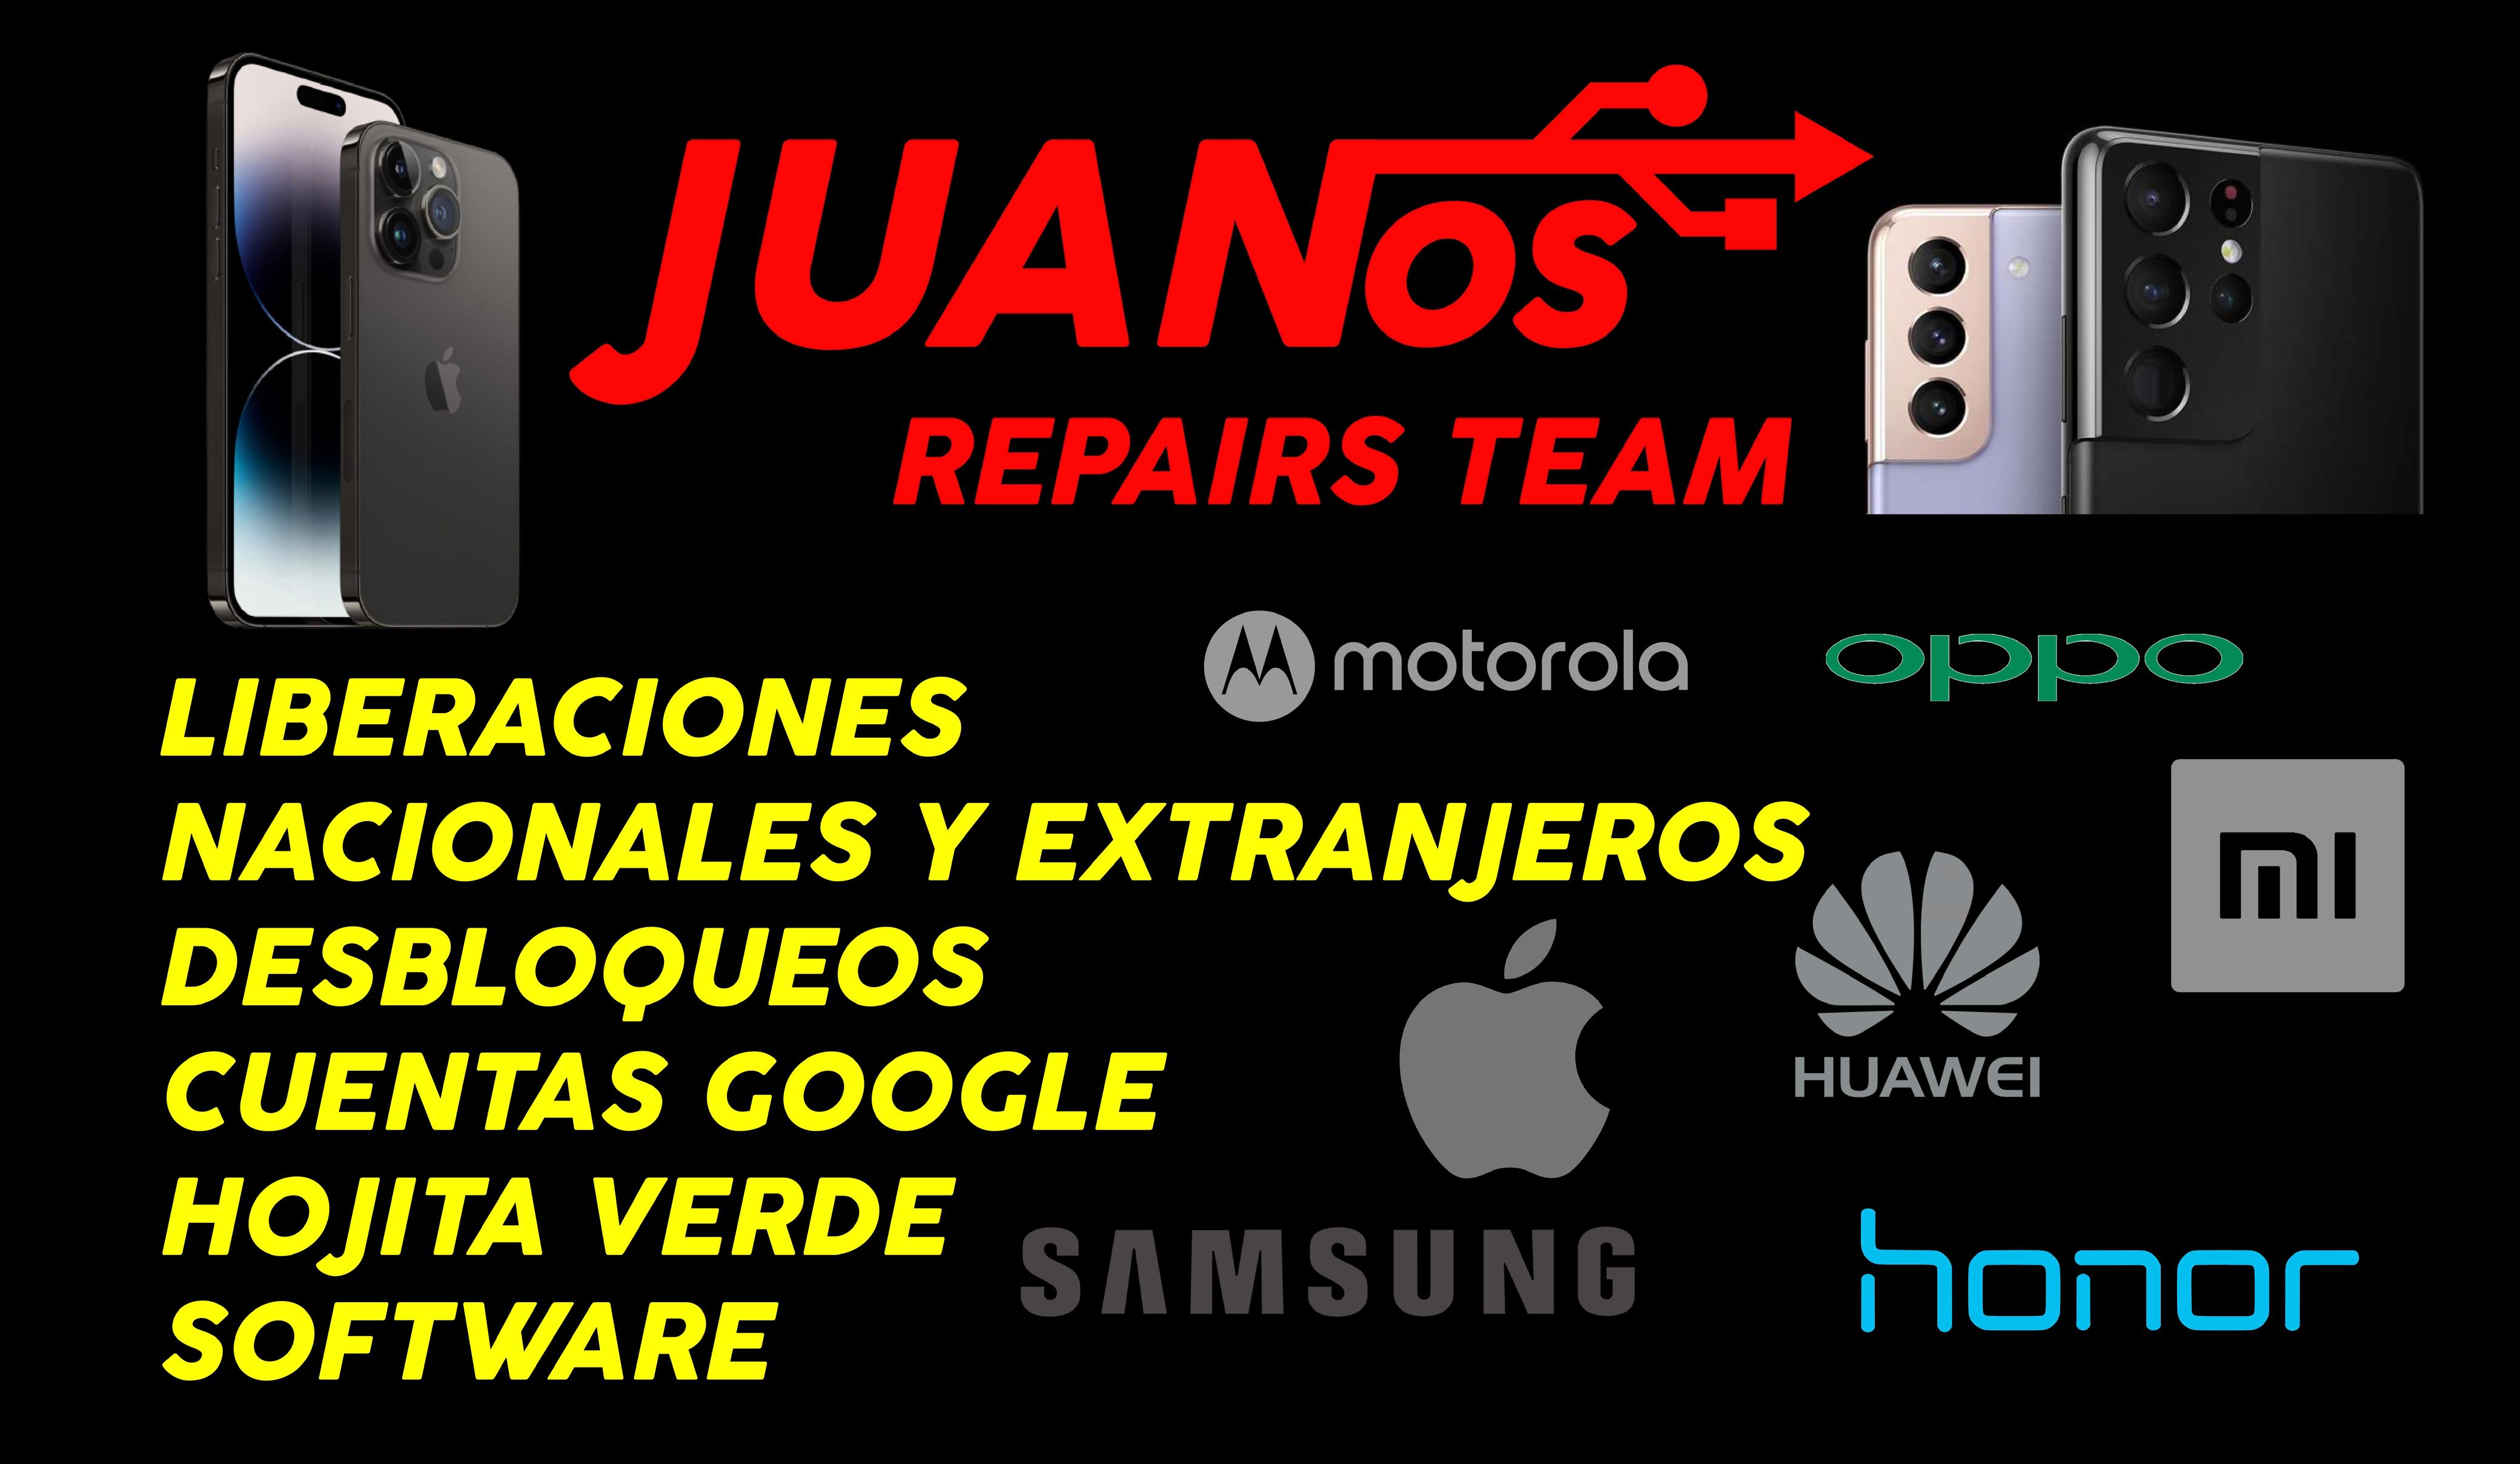 JUANos
REPAIRS TEAM
motorola
oppo
LIBERACIONES
NACIONALES Y EXTRANJEROS
DESBLOQUEOS
CUENTAS GOOGLE
HOJITA VERDE
SOFTWARE
mi
HUAWEI
SAMSUNG
honor